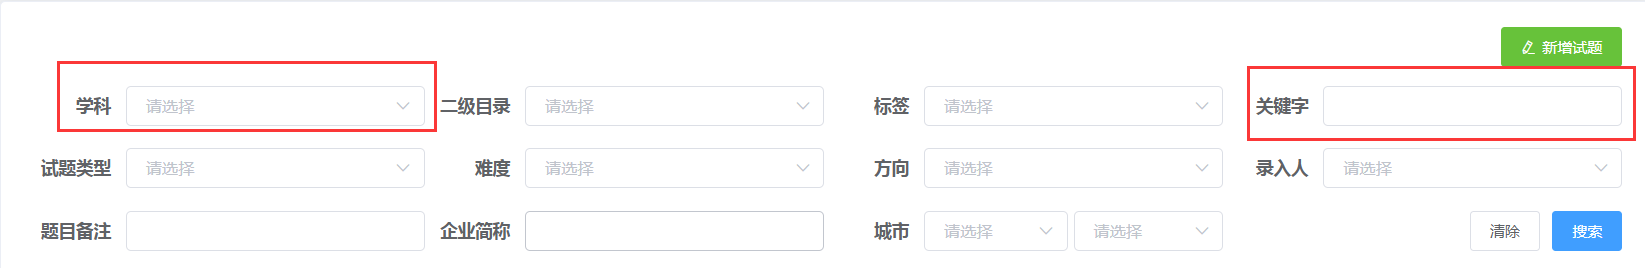 新增试题
学科 请选择 二级目录 请选择 标签 请选择 关键字
试题类型 请选择 难度 请选择 方向 请选择 录入人 请选择
题目备注 企业简称 城市 请选择 请选择 清除 搜索